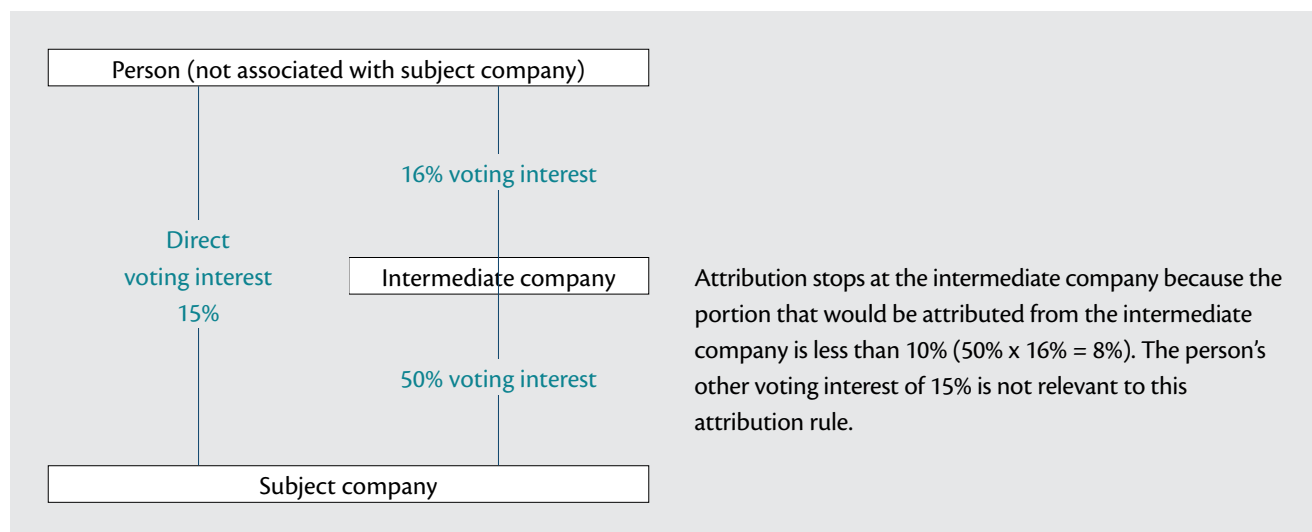 Person (not associated with subject company)
16% voting interest
Direct
voting interest
15%
Intermediate company
50% voting interest
Subject company
Attribution stops at the intermediate company because the
portion that would be attributed from the intermediate
company is less than 10% (50% x 16% = 8%). The person’s
other voting interest of 15% is not relevant to this
attribution rule.